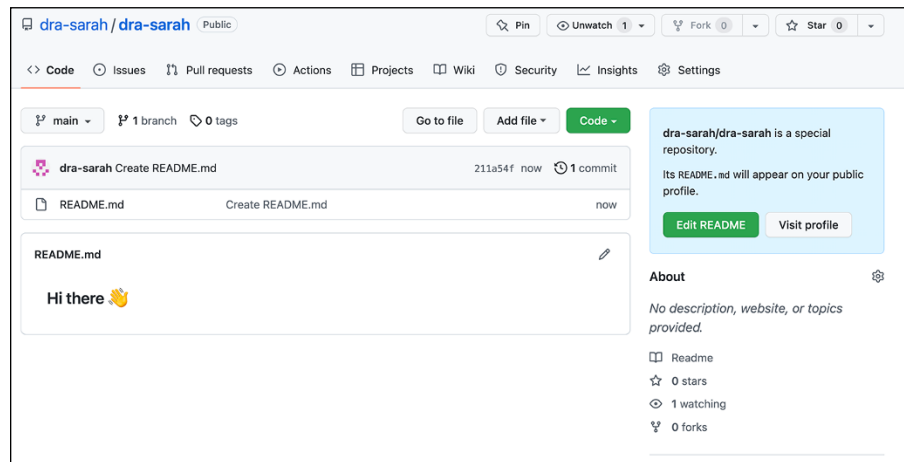 dra-sarah / dra-sarah Public
Pin Unwatch 1 Fork 0 Star 0
<> Code Issues Pull requests Actions Projects Wiki Security Insights Settings
main 1 branch 0 tags Go to file Add file Code
dra-sarah Create README.md 211a54f now 1 commit
README.md Create README.md now
README.md
Hi there 👋
dra-sarah/dra-sarah is a special
repository.
Its README.md will appear on your public
profile.
Edit README Visit profile
About
No description, website, or topics
provided.
Readme
0 stars
1 watching
0 forks